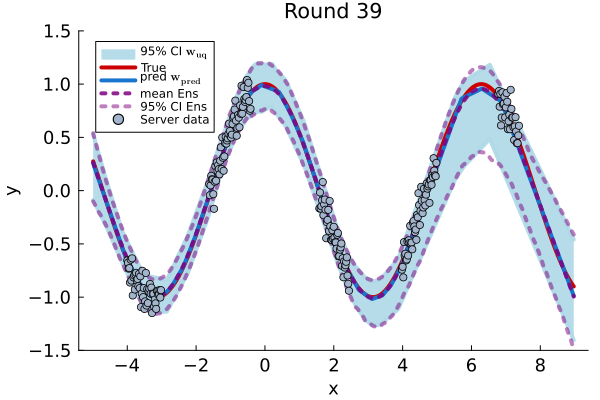 Round 39
1.5
1.0
0.5
0.0
−0.5
−1.0
−1.5
y
95% CI w_uq
True
pred w_pred
mean Ens
95% CI Ens
Server data
−4 −2 0 2 4 6 8
x